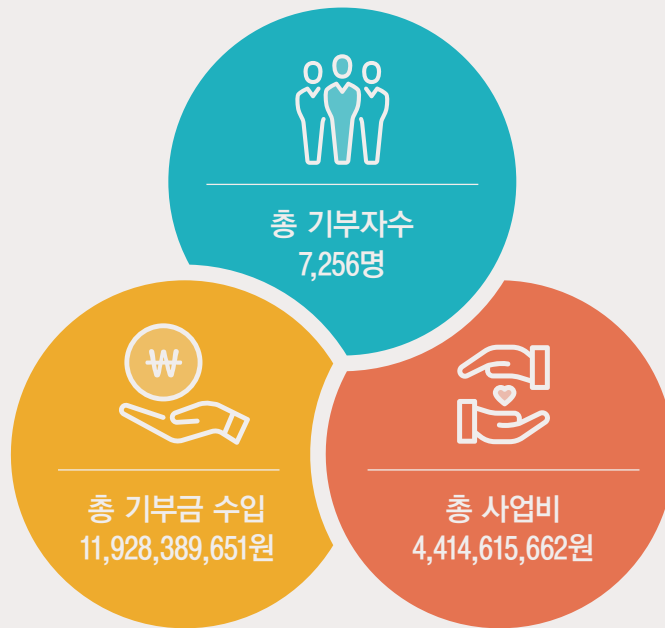 총 기부자수
7,256명
₩
총 기부금 수입
11,928,389,651원
총 사업비
4,414,615,662원